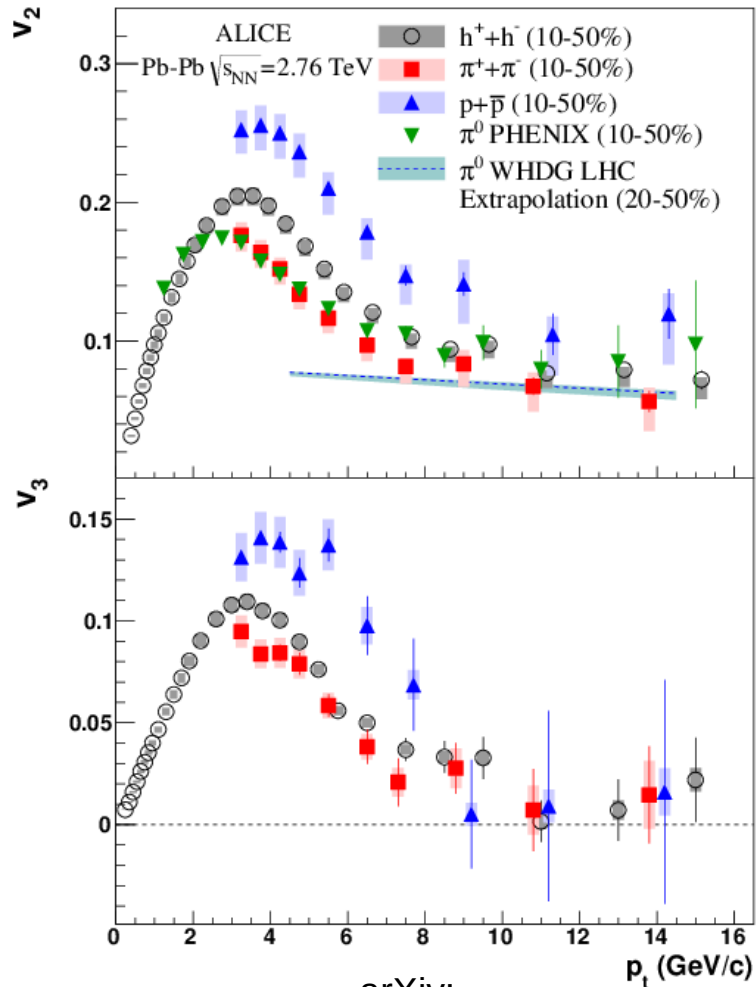 v2
ALICE
Pb-Pb √sNN=2.76 TeV
h⁺+h⁻ (10-50%)
π⁺+π⁻ (10-50%)
p+p̅ (10-50%)
π⁰ PHENIX (10-50%)
π⁰ WHDG LHC
Extrapolation (20-50%)
0.3
0.2
0.1
v3
0.15
0.1
0.05
0
0 2 4 6 8 10 12 14 16
pt (GeV/c)